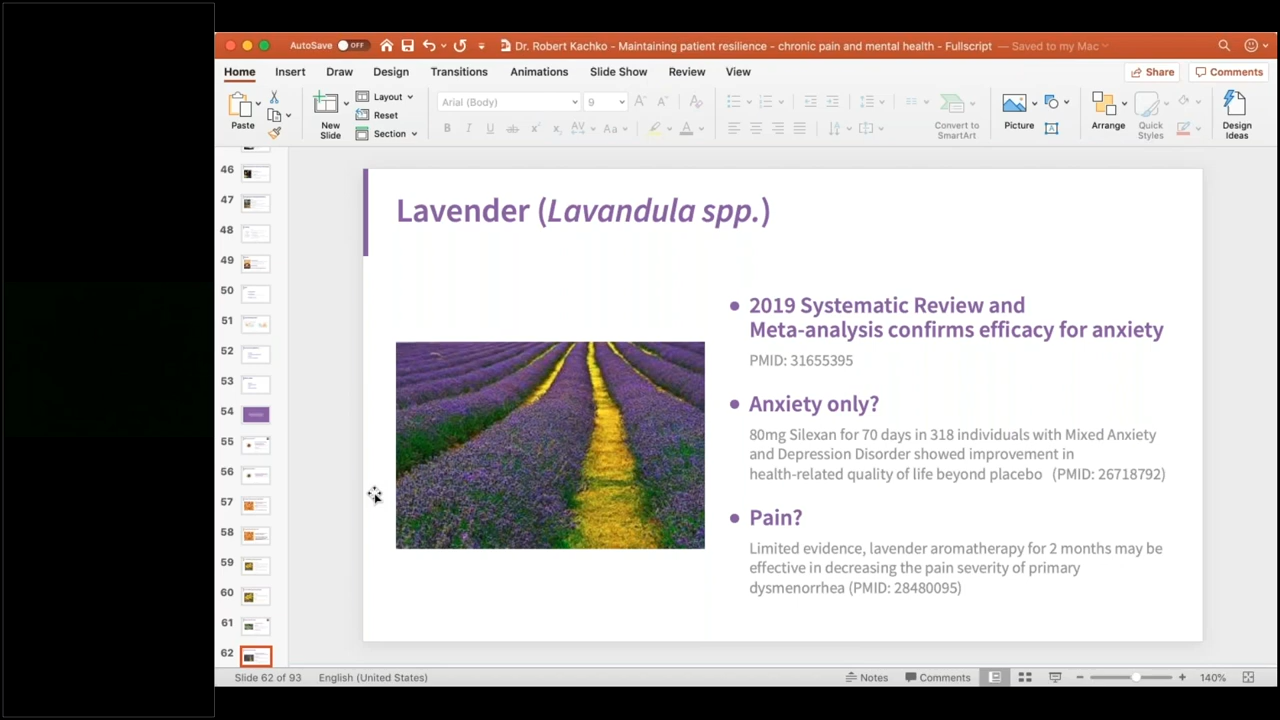 AutoSave OFF
Dr. Robert Kachko - Maintaining patient resilience - chronic pain and mental health - Fullscript — Saved to my Mac
Home Insert Draw Design Transitions Animations Slide Show Review View
Share Comments
Paste
New Slide
Layout
Reset
Section
Arial (Body) 9
Convert to SmartArt
Picture
Arrange
Quick Styles
Design Ideas
46
47
48
49
50
51
52
53
54
55
56
57
58
59
60
61
62
Lavender (Lavandula spp.)
2019 Systematic Review and
Meta-analysis confirms efficacy for anxiety
PMID: 31655395
Anxiety only?
80mg Silexan for 70 days in 318 individuals with Mixed Anxiety
and Depression Disorder showed improvement in
health-related quality of life beyond placebo (PMID: 26718792)
Pain?
Limited evidence, lavender aromatherapy for 2 months may be
effective in decreasing the pain severity of primary
dysmenorrhea (PMID: 28480095)
Slide 62 of 93 English (United States) Notes Comments 140%